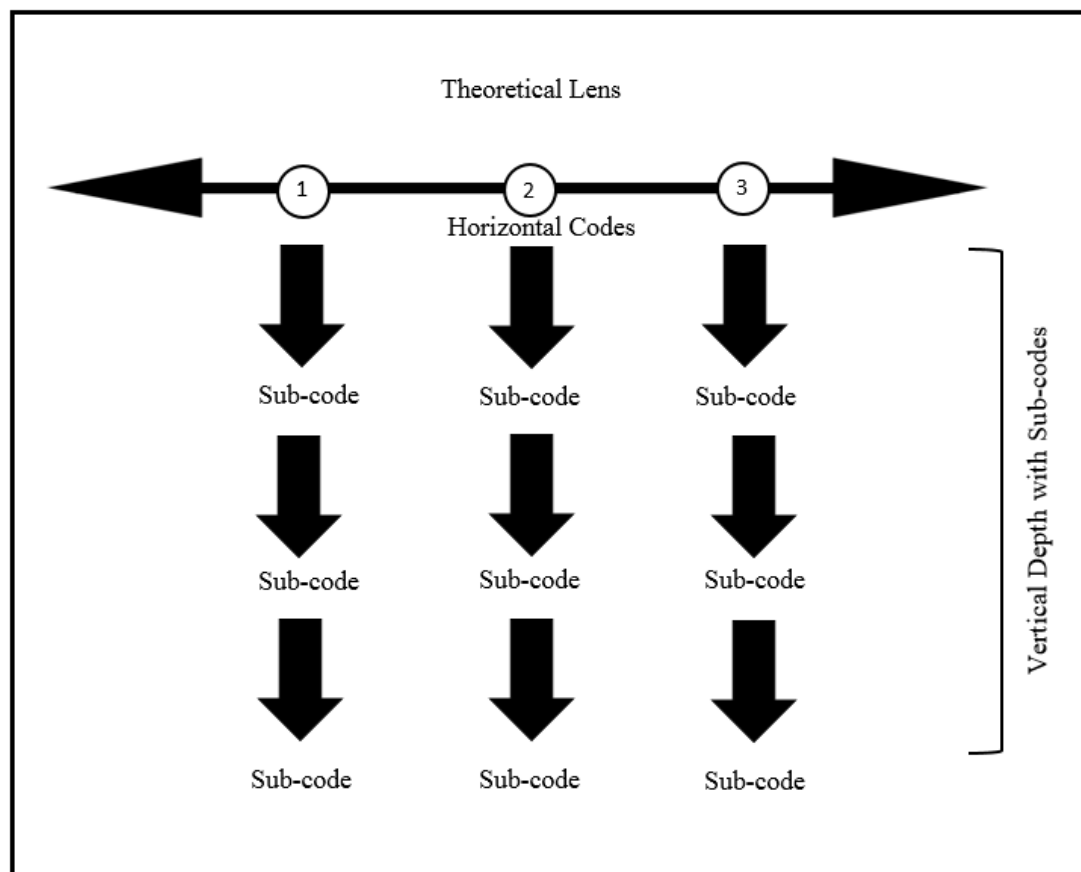 Theoretical Lens
1 2 3
Horizontal Codes
Sub-code Sub-code Sub-code
Sub-code Sub-code Sub-code
Sub-code Sub-code Sub-code
Vertical Depth with Sub-codes